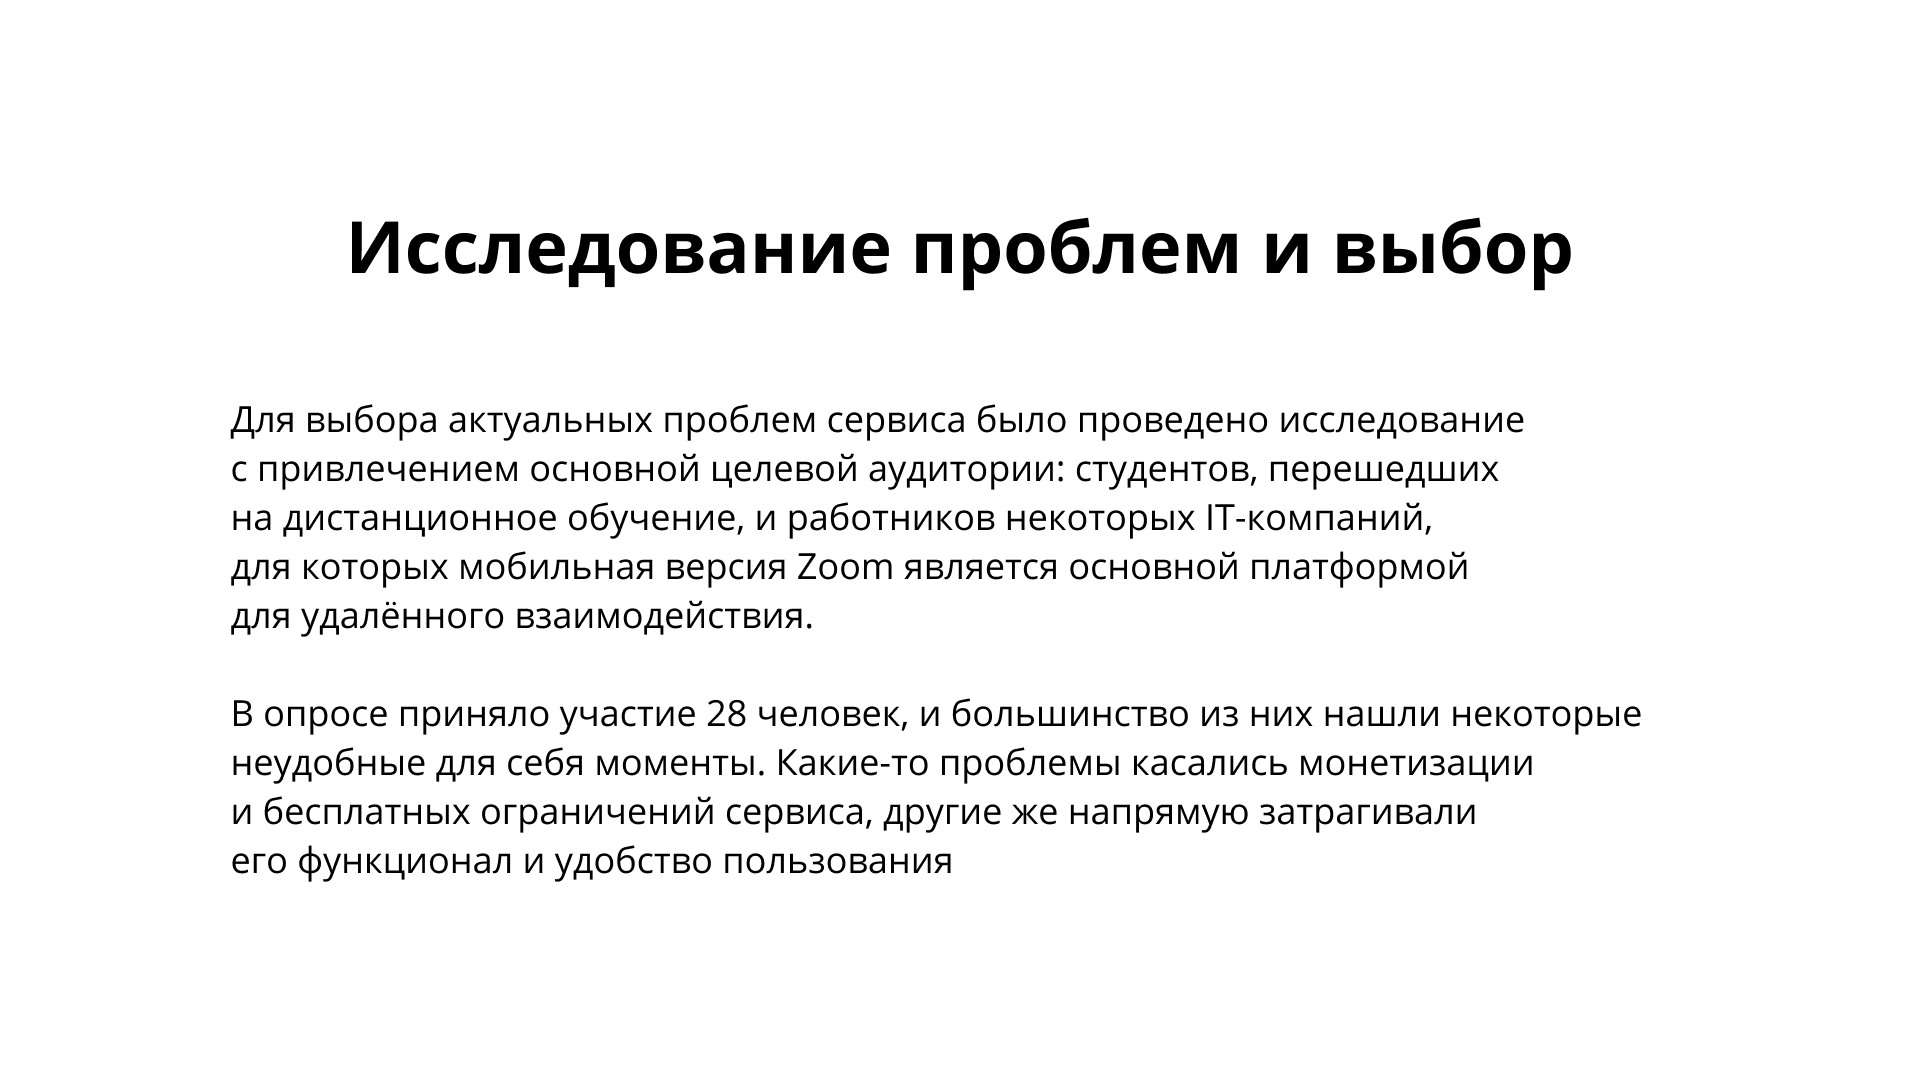 Исследование проблем и выбор
Для выбора актуальных проблем сервиса было проведено исследование
с привлечением основной целевой аудитории: студентов, перешедших
на дистанционное обучение, и работников некоторых IT-компаний,
для которых мобильная версия Zoom является основной платформой
для удалённого взаимодействия.
В опросе приняло участие 28 человек, и большинство из них нашли некоторые
неудобные для себя моменты. Какие-то проблемы касались монетизации
и бесплатных ограничений сервиса, другие же напрямую затрагивали
его функционал и удобство пользования